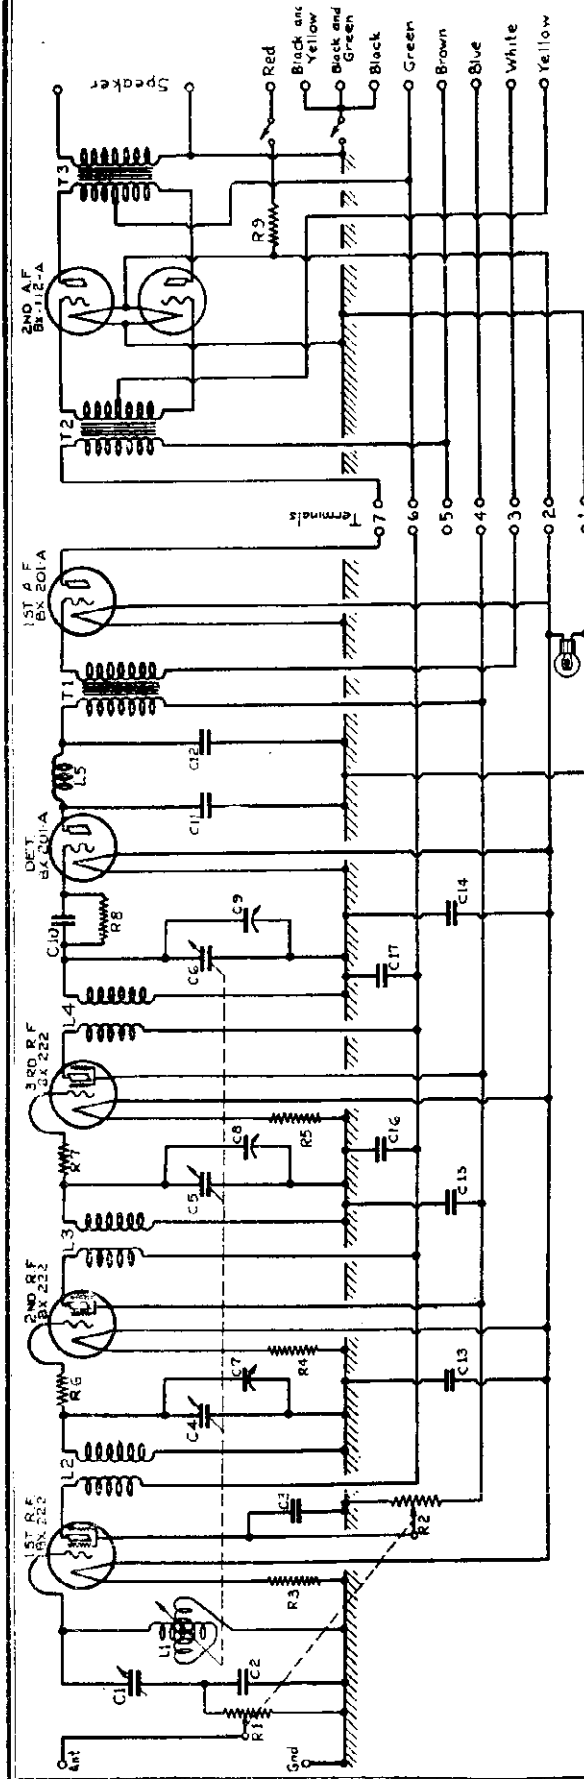 Ant
Gnd
C1
R1
C2
L1
1ST R.F.
BX 222
R3
C3
R2
L2
R6
C4
C7
2ND R.F.
BX 222
R4
C13
L3
R7
C5
C8
3RD R.F.
BX 222
R5
C15
C16
L4
C17
C6
C9
C10
R8
DET.
BX 201-A
C14
L5
C11
C12
T1
1ST A F
BX 201-A
Terminals
7
6
5
4
3
2
1
T2
2ND A.F
BX-112-A
T3
R9
Speaker
Red
Black and
Yellow
Black and
Green
Black
Green
Brown
Blue
White
Yellow